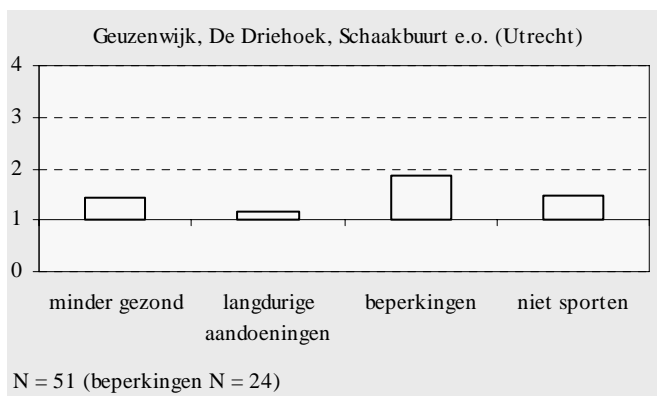 Geuzenwijk, De Driehoek, Schaakbuurt e.o. (Utrecht)
4
3
2
1
0
minder gezond
langdurige
aandoeningen
beperkingen
niet sporten
N = 51 (beperkingen N = 24)